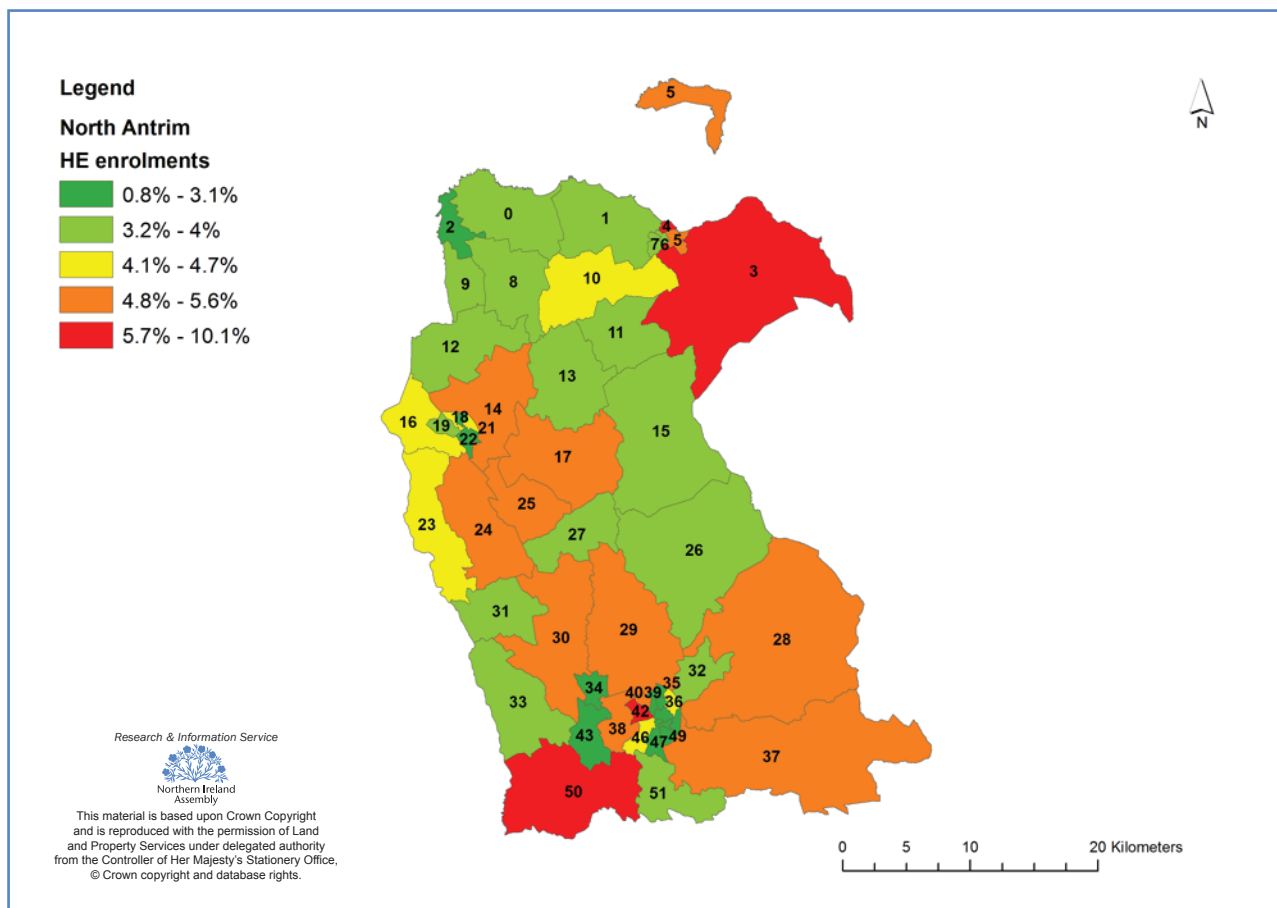 Legend
North Antrim
HE enrolments
0.8% - 3.1%
3.2% - 4%
4.1% - 4.7%
4.8% - 5.6%
5.7% - 10.1%
N
5
0
1
2
4
76
5
3
10
9
8
11
12
13
14
16
18
19
21
22
15
17
25
23
24
27
26
31
30
29
28
32
35
34
40
39
36
33
42
38
43
46
47
49
37
50
51
Research & Information Service
Northern Ireland
Assembly
This material is based upon Crown Copyright
and is reproduced with the permission of Land
and Property Services under delegated authority
from the Controller of Her Majesty's Stationery Office,
© Crown copyright and database rights.
0 5 10 20 Kilometers